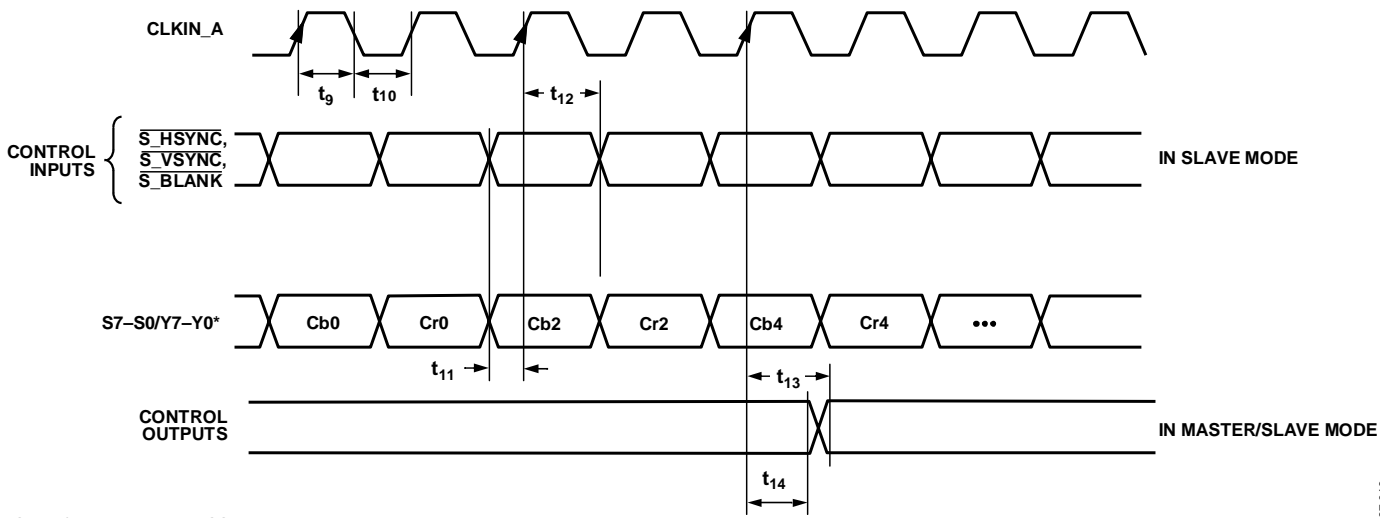 CLKIN_A
t9
t10
t12
CONTROL
INPUTS
S_HSYNC,
S_VSYNC,
S_BLANK
IN SLAVE MODE
S7–S0/Y7–Y0*
Cb0
Cr0
Cb2
Cr2
Cb4
Cr4
•••
t11
t13
CONTROL
OUTPUTS
IN MASTER/SLAVE MODE
t14